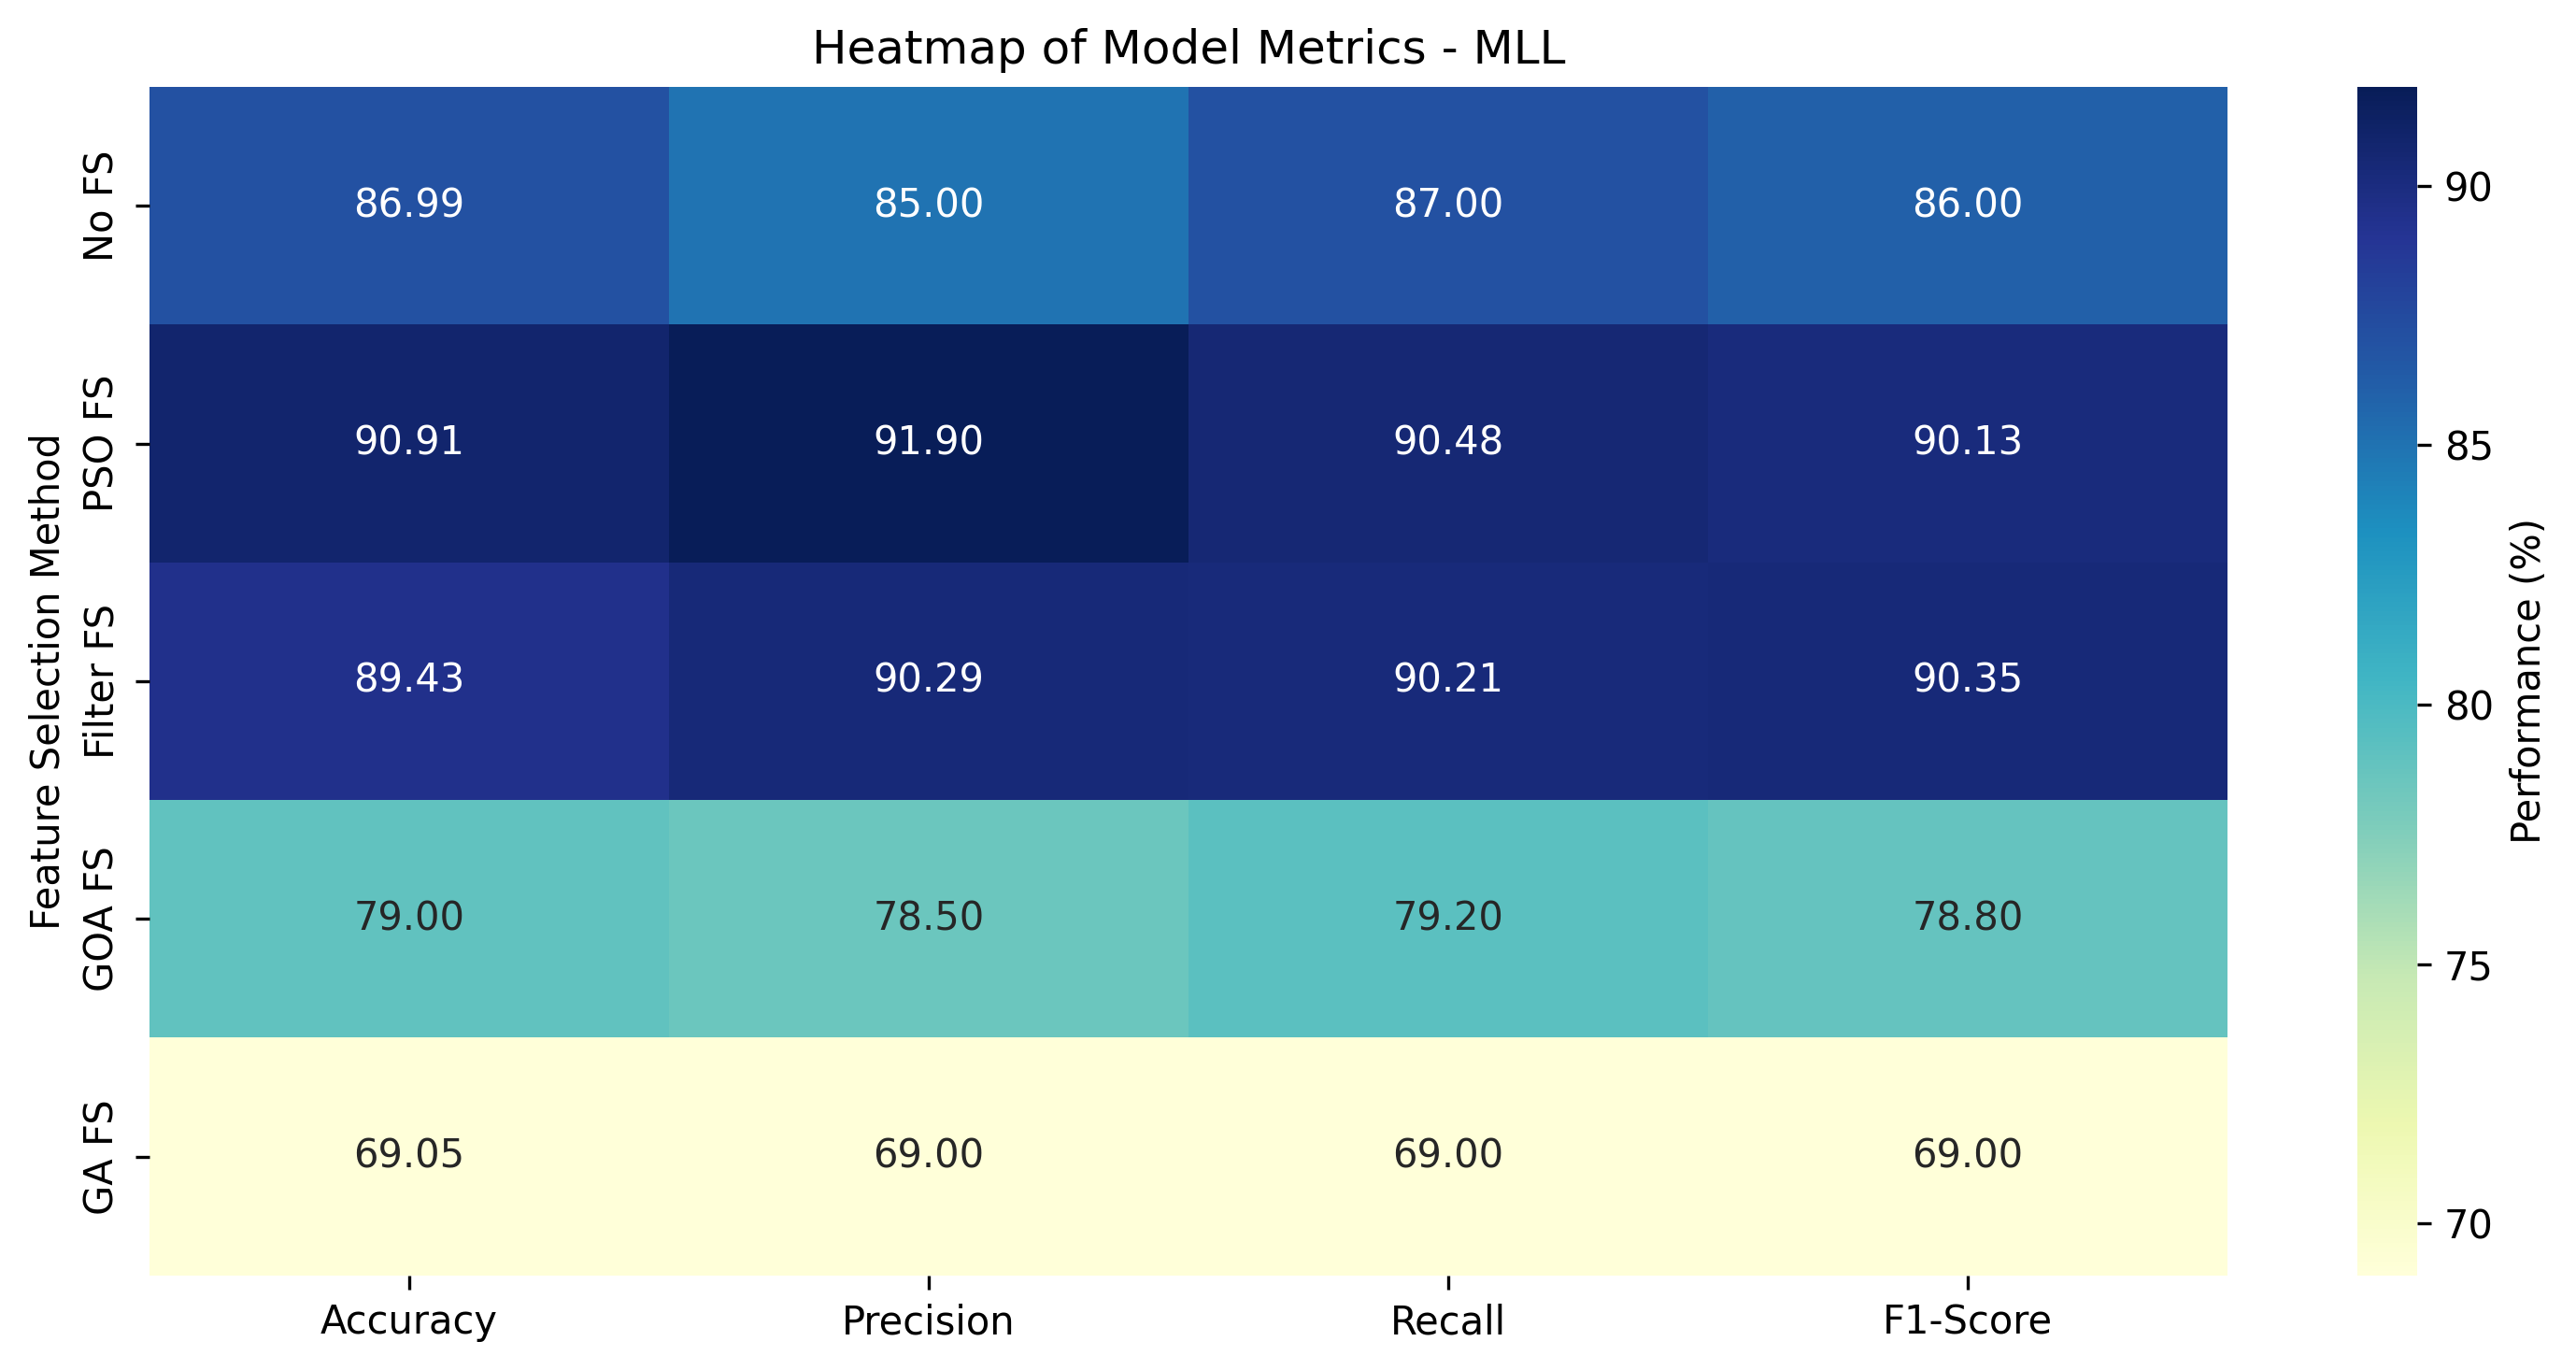 Heatmap of Model Metrics - MLL
Feature Selection Method
No FS
86.99 85.00 87.00 86.00
PSO FS
90.91 91.90 90.48 90.13
Filter FS
89.43 90.29 90.21 90.35
GOA FS
79.00 78.50 79.20 78.80
GA FS
69.05 69.00 69.00 69.00
Accuracy Precision Recall F1-Score
90
85
80
75
70
Performance (%)